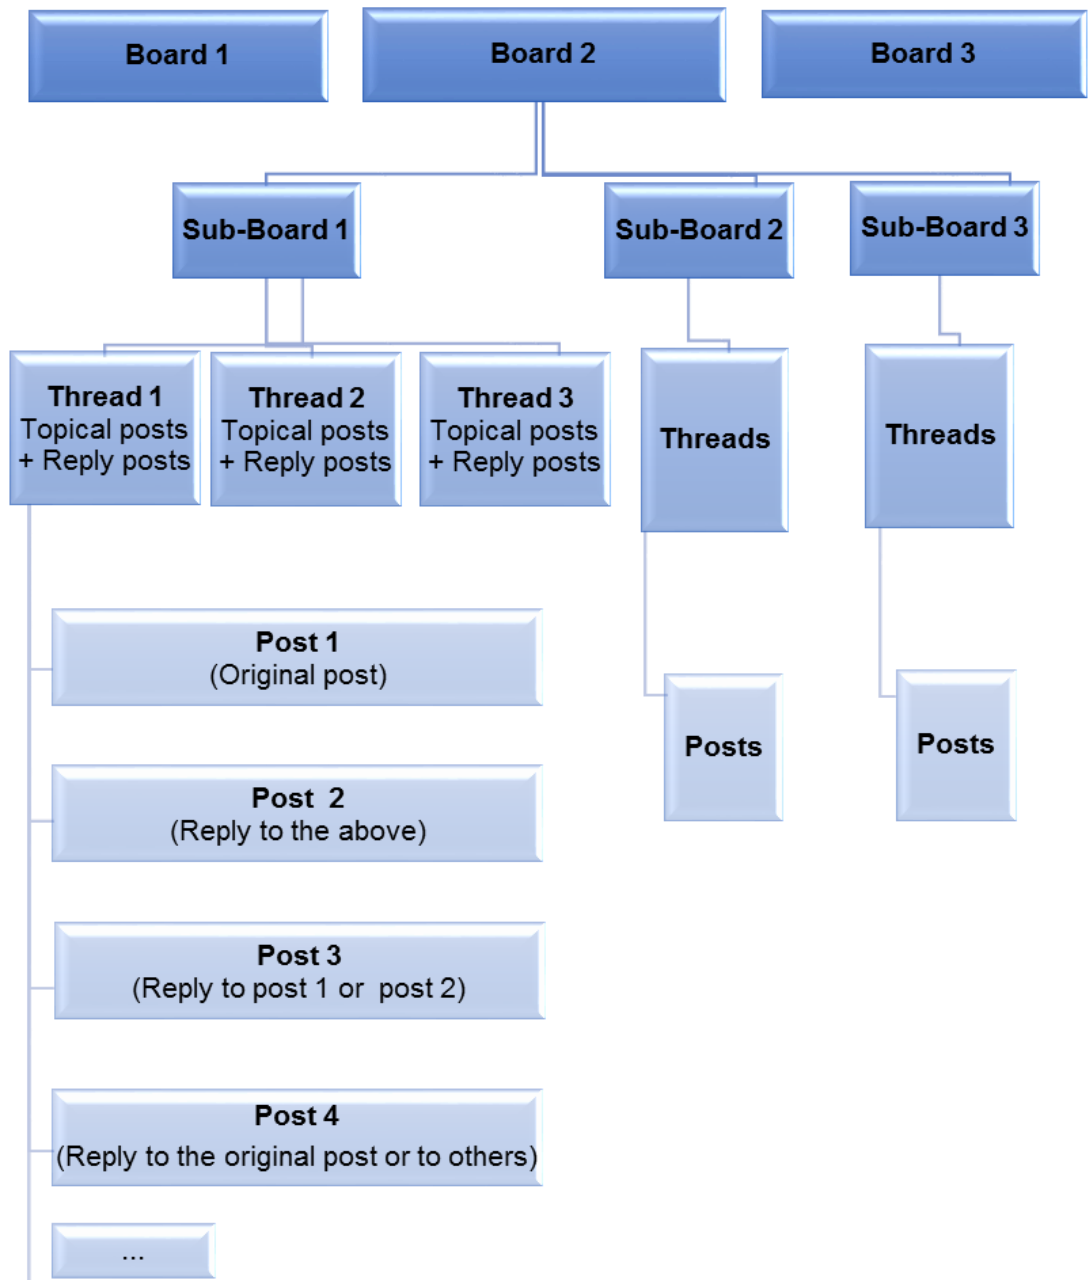 Board 1
Board 2
Board 3
Sub-Board 1
Sub-Board 2
Sub-Board 3
Thread 1
Topical posts
+ Reply posts
Thread 2
Topical posts
+ Reply posts
Thread 3
Topical posts
+ Reply posts
Threads
Threads
Post 1
(Original post)
Post  2
(Reply to the above)
Post 3
(Reply to post 1 or  post 2)
Post 4
(Reply to the original post or to others)
...
Posts
Posts